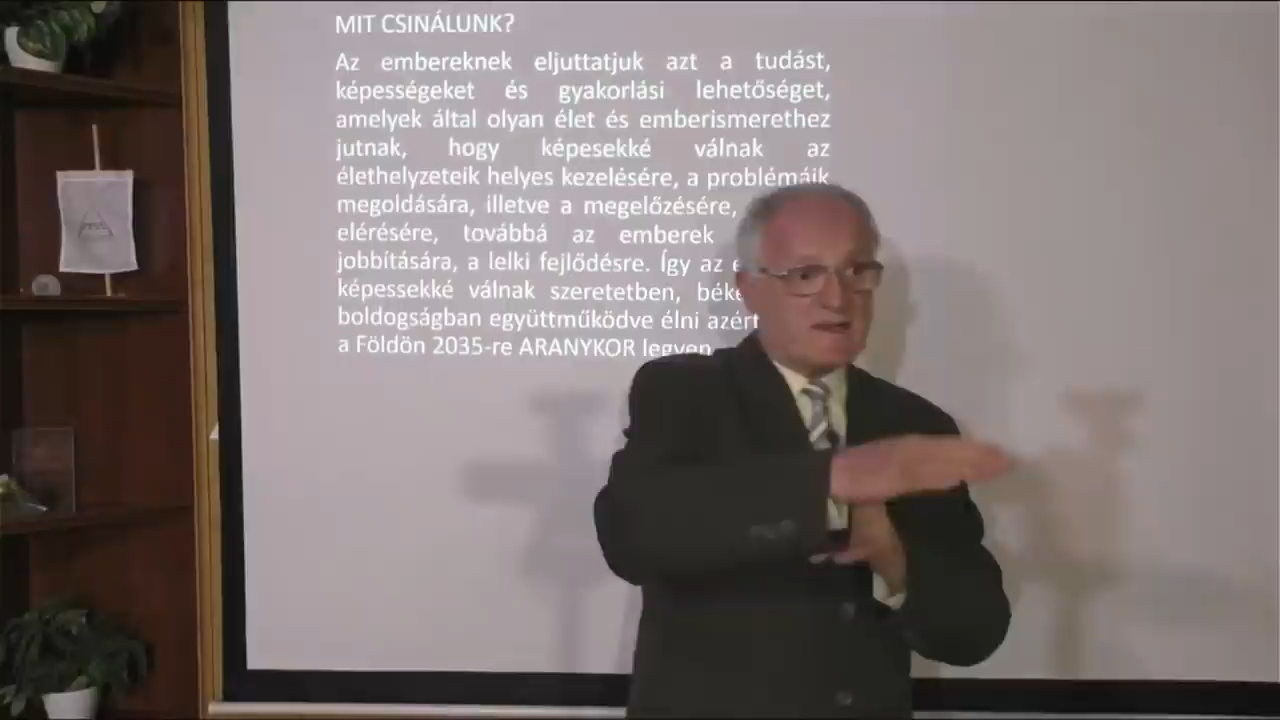 MIT CSINÁLUNK?
Az embereknek eljuttatjuk azt a tudást,
képességeket és gyakorlási lehetőséget,
amelyek által olyan élet és emberismerethez
jutnak, hogy képesekké válnak az
élethelyzeteik helyes kezelésére, a problémáik
megoldására, illetve a megelőzésére,
elérésére, továbbá az emberek
jobbítására, a lelki fejlődésre. Így az
képessekké válnak szeretetben,
boldogságban együttműködve élni azért
a Földön 2035-re ARANYKOR legyen